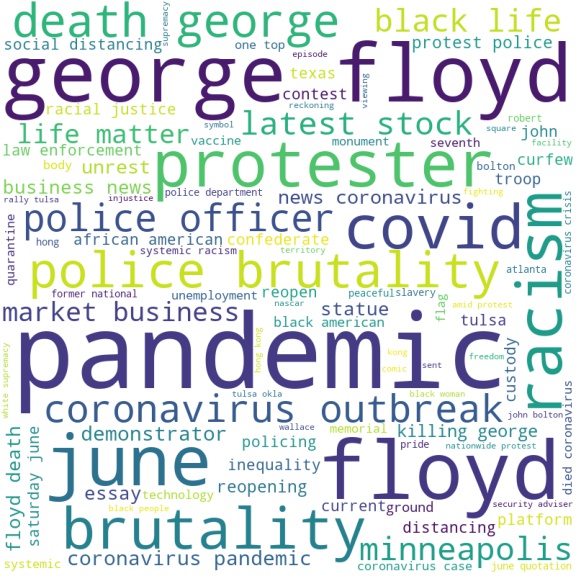 death george
supremacy
black life
social distancing
one top
protest police
episode
george floyd
texas
contest
viewing
racial justice
reckoning
latest stock
robert
life matter
symbol
monument
seventh
square
john
law enforcement
vaccine
facility
body
unrest
protester
bolton
curfew
business news
police department
troop
fighting
rally tulsa
injustice
news coronavirus
quarantine
police officer
covid
racism
coronavirus crisis
hong
african american
confederate
systemic racism
territory
police brutality
atlanta
former national
unemployment
reopen
peaceful
slavery
amid protest
market business
nascar
statue
flag
black american
tulsa
pandemic
hong kong
kong
comic
sent
freedom
custody
white supremacy
tulsa okla
black woman
coronavirus outbreak
john bolton
died coronavirus
floyd death
saturday june
demonstrator
wallace
memorial
killing george
june
policing
pride
nationwide protest
floyd
inequality
reopening
essay
technology
current
ground
security adviser
black people
distancing
platform
brutality
minneapolis
systemic
coronavirus pandemic
coronavirus case
june quotation